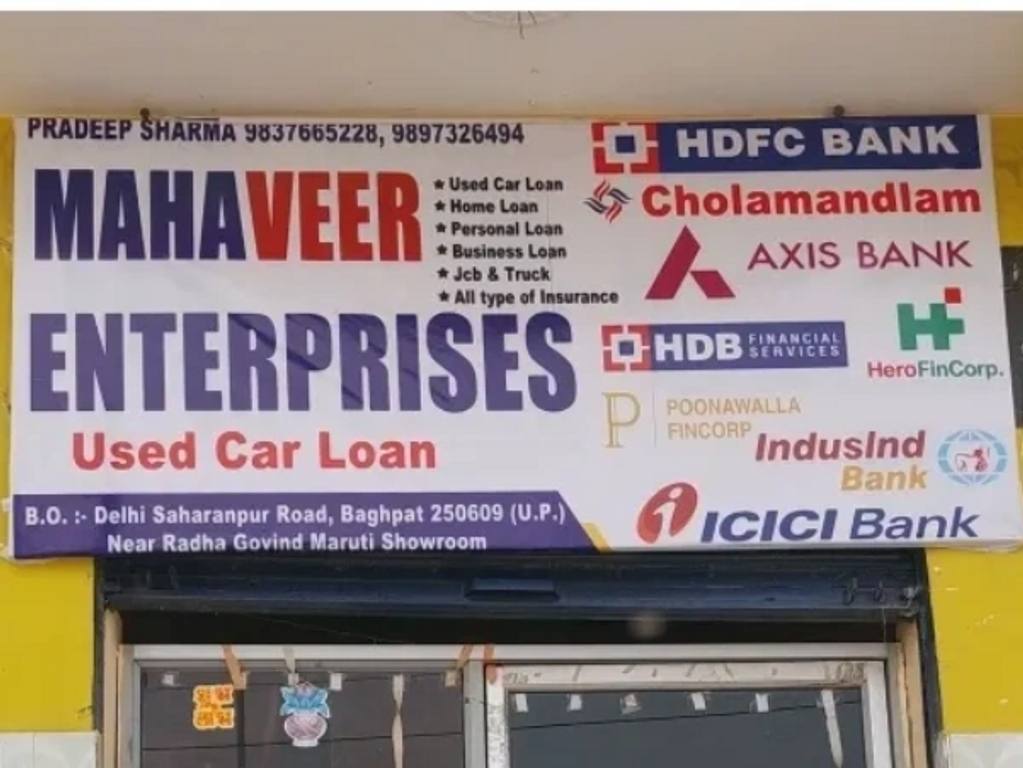 PRADEEP SHARMA 9837665228, 9897326494
MAHAVEER
★ Used Car Loan
★ Home Loan
★ Personal Loan
★ Business Loan
★ Jcb & Truck
★ All type of Insurance
ENTERPRISES
Used Car Loan
B.O. :- Delhi Saharanpur Road, Baghpat 250609 (U.P.)
Near Radha Govind Maruti Showroom
HDFC BANK
Cholamandlam
AXIS BANK
HDB FINANCIAL
SERVICES
HeroFinCorp.
P POONAWALLA
FINCORP
IndusInd
Bank
ICICI Bank